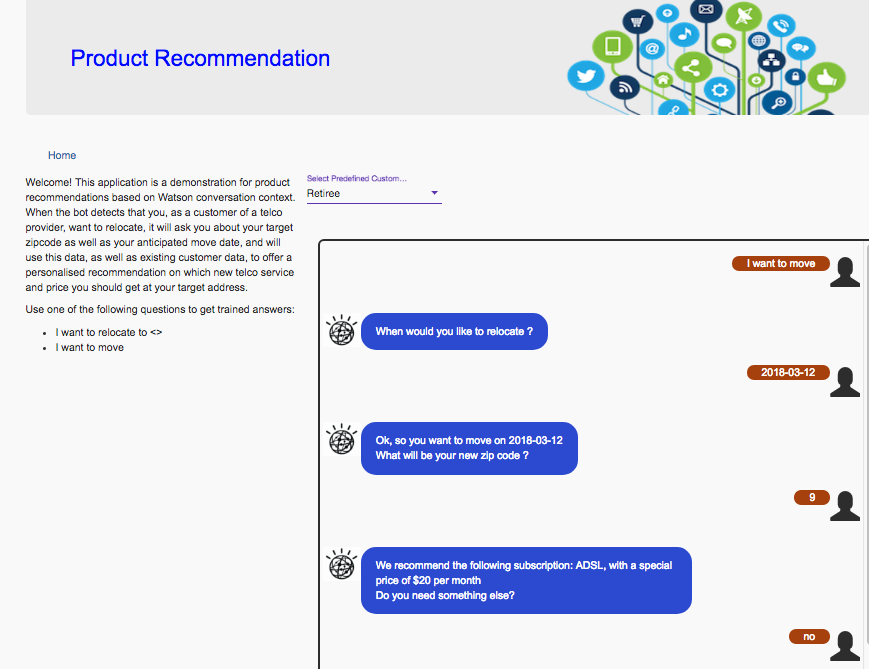 Product Recommendation
Home
Welcome! This application is a demonstration for product
recommendations based on Watson conversation context.
When the bot detects that you, as a customer of a telco
provider, want to relocate, it will ask you about your target
zipcode as well as your anticipated move date, and will
use this data, as well as existing customer data, to offer a
personalised recommendation on which new telco service
and price you should get at your target address.
Use one of the following questions to get trained answers:
• I want to relocate to <>
• I want to move
Select Predefined Custom...
Retiree
I want to move
When would you like to relocate ?
2018-03-12
Ok, so you want to move on 2018-03-12
What will be your new zip code ?
9
We recommend the following subscription: ADSL, with a special
price of $20 per month
Do you need something else?
no